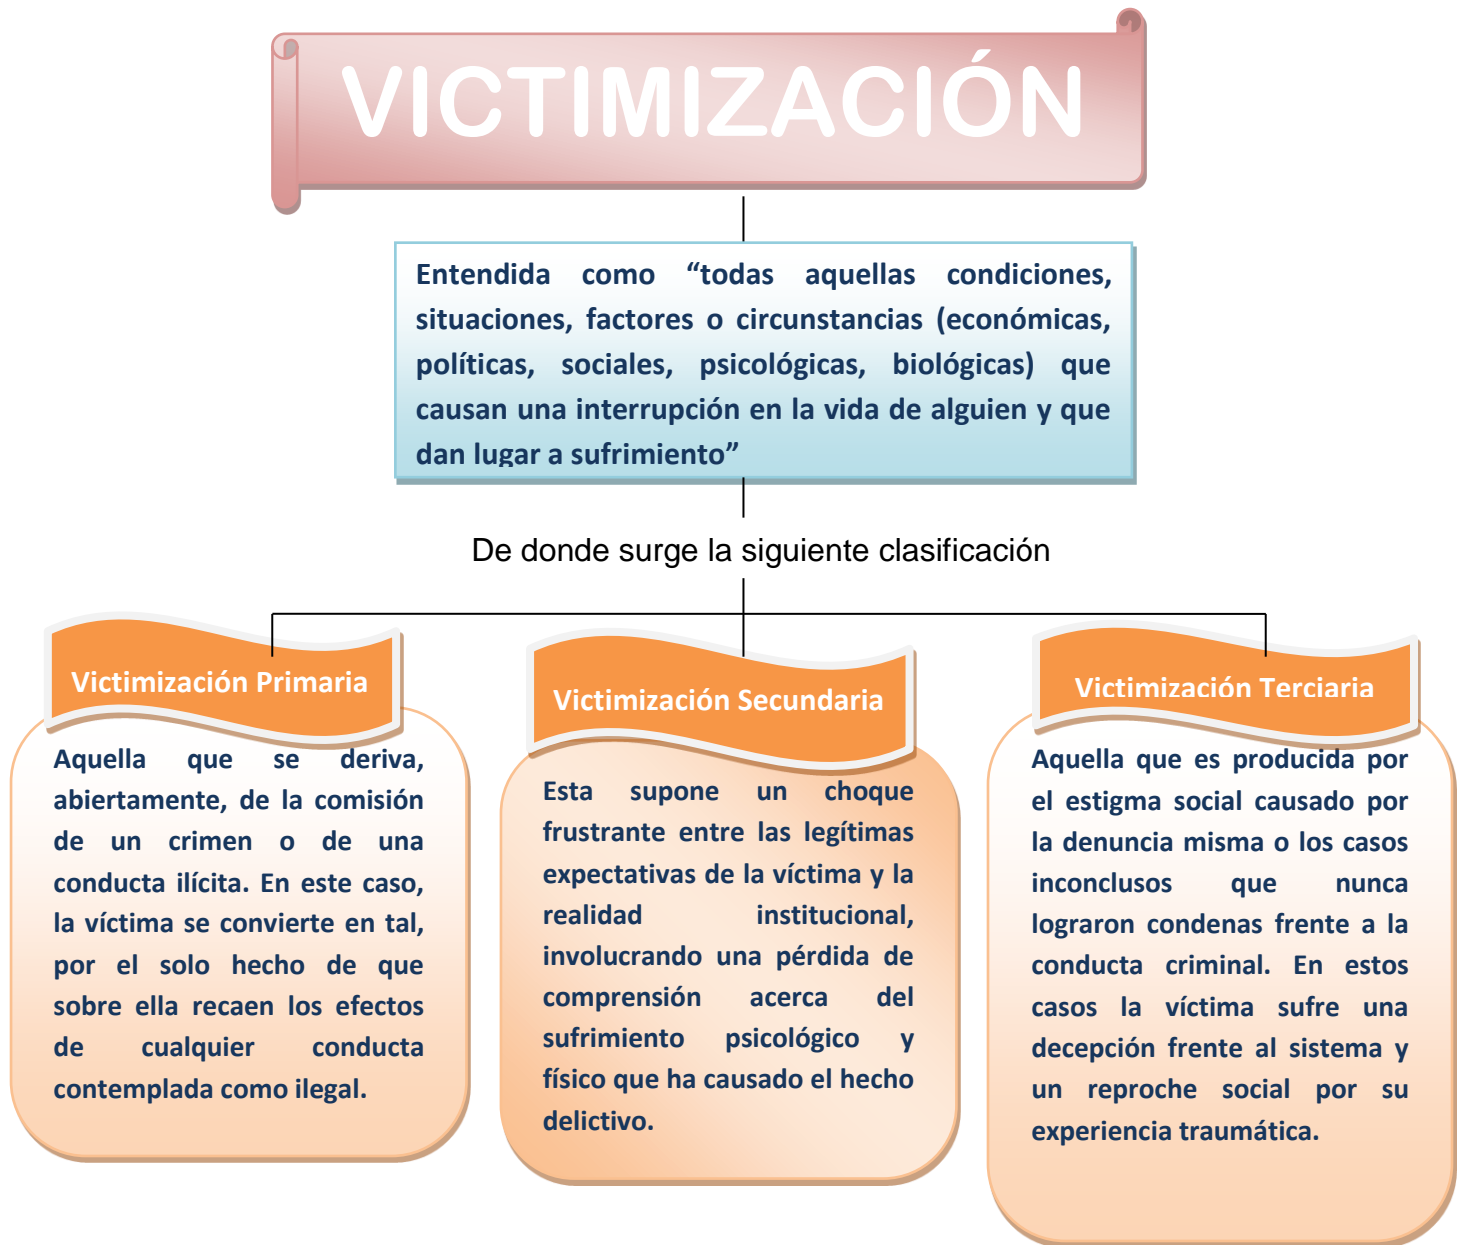 VICTIMIZACIÓN
Entendida como “todas aquellas condiciones,
situaciones, factores o circunstancias (económicas,
políticas, sociales, psicológicas, biológicas) que
causan una interrupción en la vida de alguien y que
dan lugar a sufrimiento”
De donde surge la siguiente clasificación
Victimización Primaria
Aquella que se deriva,
abiertamente, de la comisión
de un crimen o de una
conducta ilícita. En este caso,
la víctima se convierte en tal,
por el solo hecho de que
sobre ella recaen los efectos
de cualquier conducta
contemplada como ilegal.
Victimización Secundaria
Esta supone un choque
frustrante entre las legítimas
expectativas de la víctima y la
realidad institucional,
involucrando una pérdida de
comprensión acerca del
sufrimiento psicológico y
físico que ha causado el hecho
delictivo.
Victimización Terciaria
Aquella que es producida por
el estigma social causado por
la denuncia misma o los casos
inconclusos que nunca
lograron condenas frente a la
conducta criminal. En estos
casos la víctima sufre una
decepción frente al sistema y
un reproche social por su
experiencia traumática.